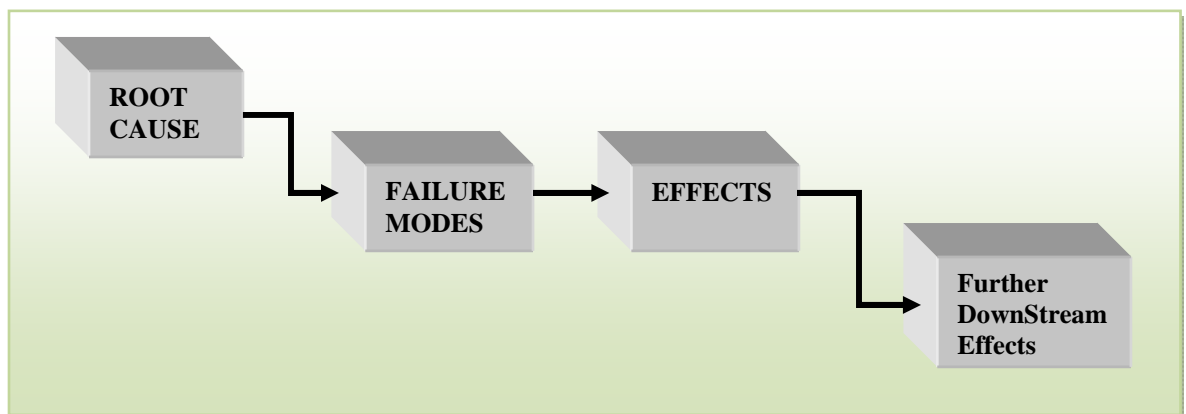 ROOT
CAUSE
FAILURE
MODES
EFFECTS
Further
DownStream
Effects